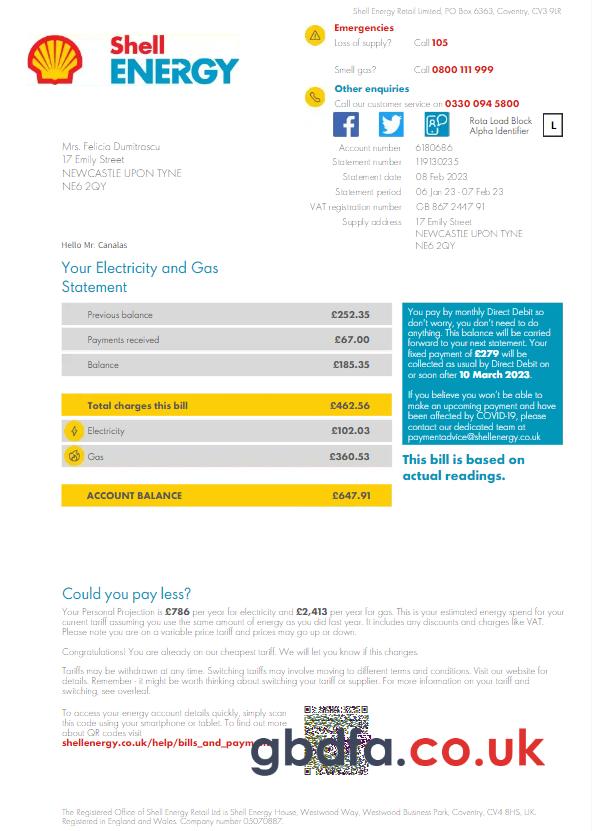 Shell Energy Retail Limited, PO Box 6363, Coventry, CV3 9LR
Shell
ENERGY
Emergencies
Loss of supply? Call 105
Smell gas? Call 0800 111 999
Other enquiries
Call our customer service on 0330 094 5800
Rota Load Block
Alpha Identifier
L
Mrs. Felicia Dumitrascu
17 Emily Street
NEWCASTLE UPON TYNE
NE6 2QY
Account number 6180686
Statement number 119130235
Statement date 08 Feb 2023
Statement period 06 Jan 23 - 07 Feb 23
VAT registration number GB 867 2447 91
Supply address 17 Emily Street
NEWCASTLE UPON TYNE
NE6 2QY
Hello Mr. Canalas
Your Electricity and Gas
Statement
Previous balance £252.35
Payments received £67.00
Balance £185.35
Total charges this bill £462.56
Electricity £102.03
Gas £360.53
ACCOUNT BALANCE £647.91
You pay by monthly Direct Debit so
don't worry, you don't need to do
anything. This balance will be carried
forward to your next statement. Your
fixed payment of £279 will be
collected as usual by Direct Debit on
or soon after 10 March 2023.
If you believe you won't be able to
make an upcoming payment and have
been affected by COVID-19, please
contact our dedicated team at
paymentadvice@shellenergy.co.uk
This bill is based on
actual readings.
Could you pay less?
Your Personal Projection is £786 per year for electricity and £2,413 per year for gas. This is your estimated energy spend for your
current tariff assuming you use the same amount of energy as you did last year. It includes any discounts and charges like VAT.
Please note you are on a variable price tariff and prices may go up or down.
Congratulations! You are already on our cheapest tariff. We will let you know if this changes.
Tariffs may be withdrawn at any time. Switching tariffs may involve moving to different terms and conditions. Visit our website for
details. Remember - it might be worth thinking about switching your tariff or supplier. For more information on your tariff and
switching, see overleaf.
To access your energy account details quickly, simply scan
this code using your smartphone or tablet. To find out more
about QR codes visit
shellenergy.co.uk/help/bills_and_paym
gbdfa.co.uk
The Registered Office of Shell Energy Retail Ltd is Shell Energy House, Westwood Way, Westwood Business Park, Coventry, CV4 8HS, UK.
Registered in England and Wales. Company number 05070887.